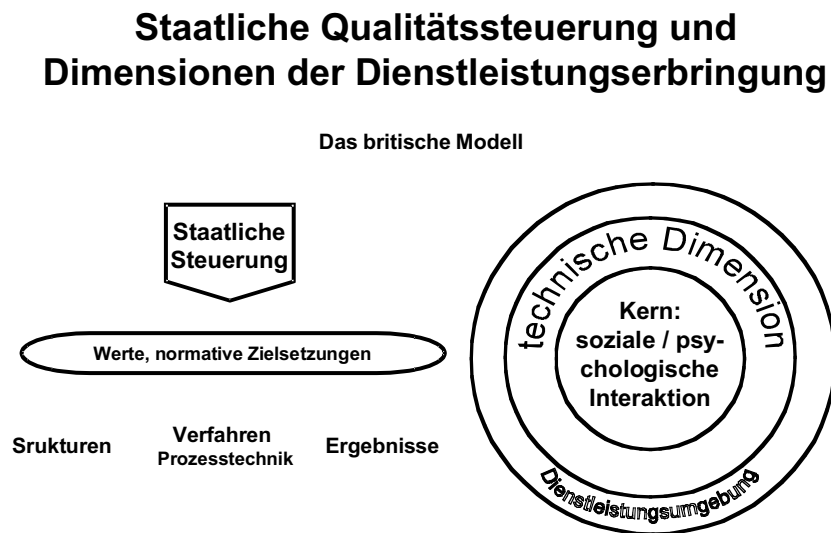 Staatliche Qualitätssteuerung und
Dimensionen der Dienstleistungserbringung
Das britische Modell
Staatliche
Steuerung
Werte, normative Zielsetzungen
Srukturen
Verfahren
Prozesstechnik
Ergebnisse
technische Dimension
Kern:
soziale / psy-
chologische
Interaktion
Dienstleistungsumgebung